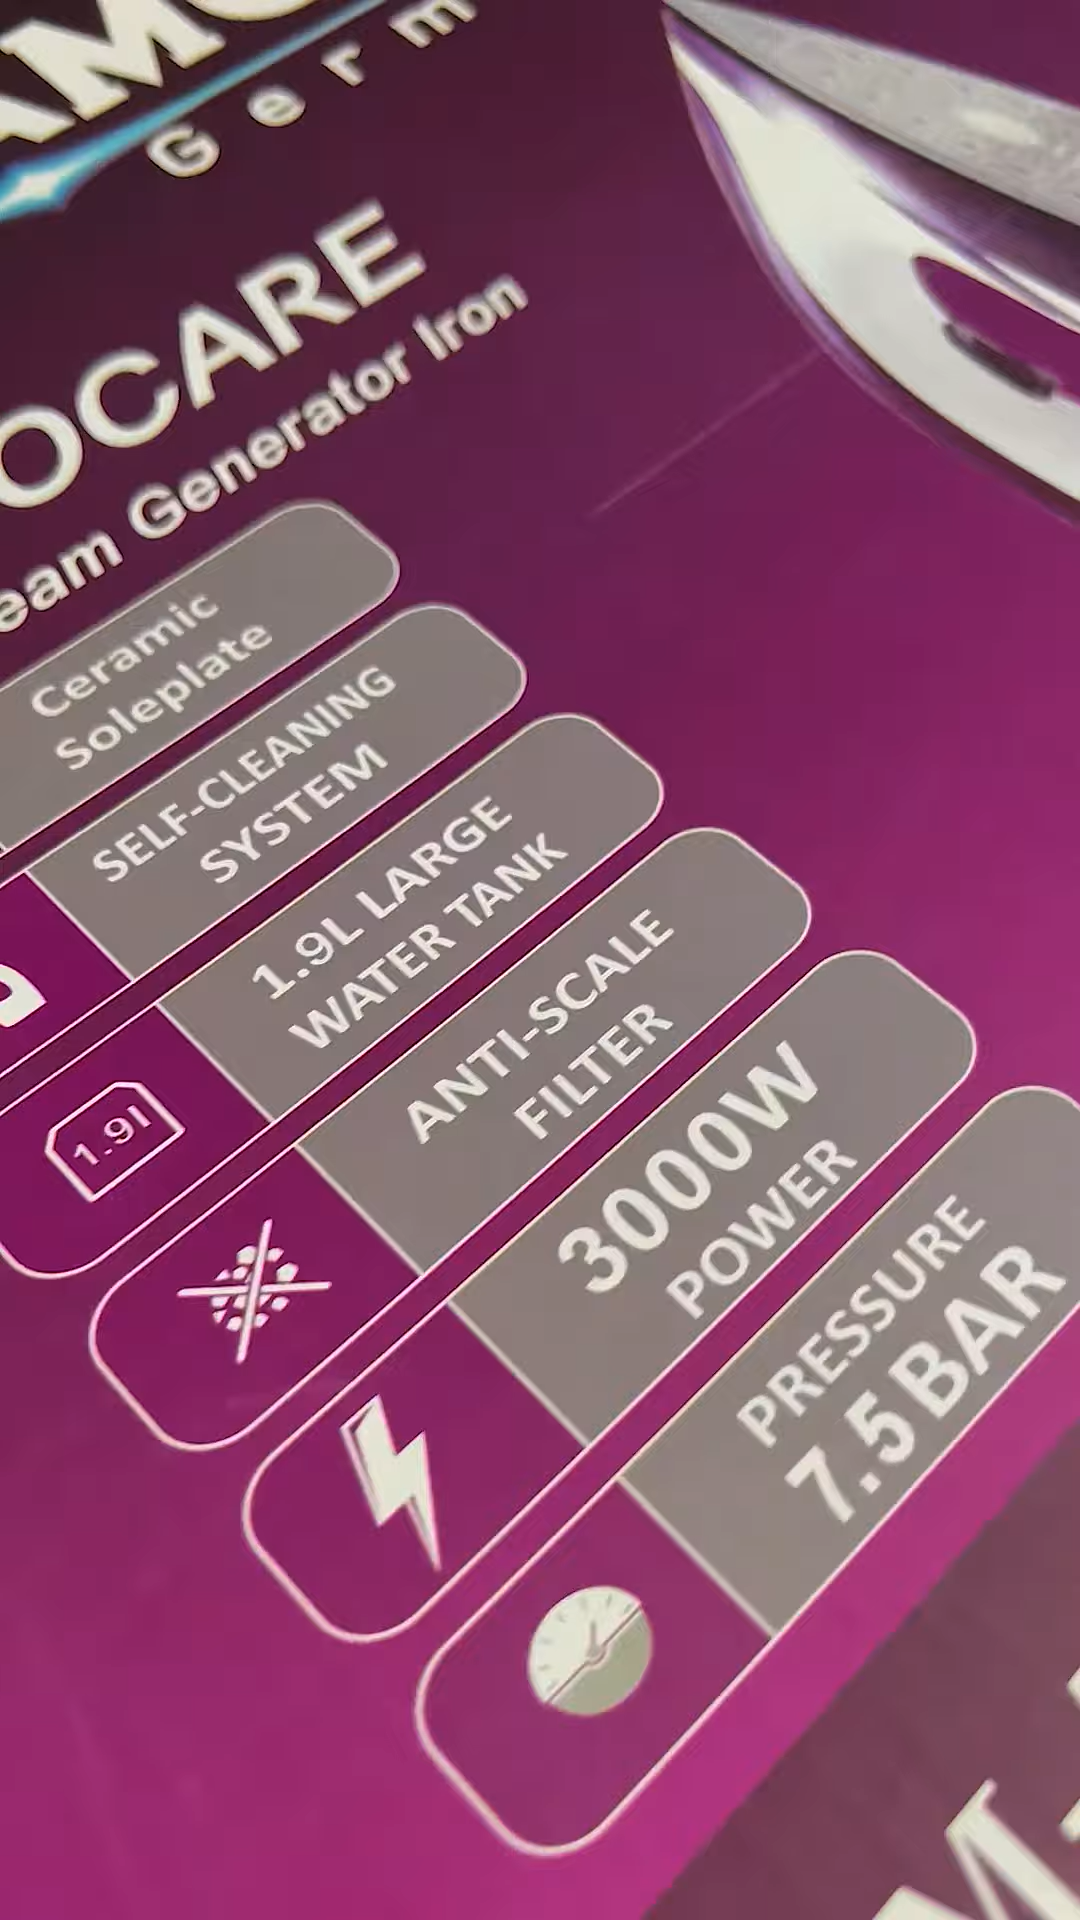 AMO
Germ
OCARE
eam Generator Iron
Ceramic
Soleplate
SELF-CLEANING
SYSTEM
1.9L LARGE
WATER TANK
1.9l
ANTI-SCALE
FILTER
3000W
POWER
PRESSURE
7.5 BAR
M